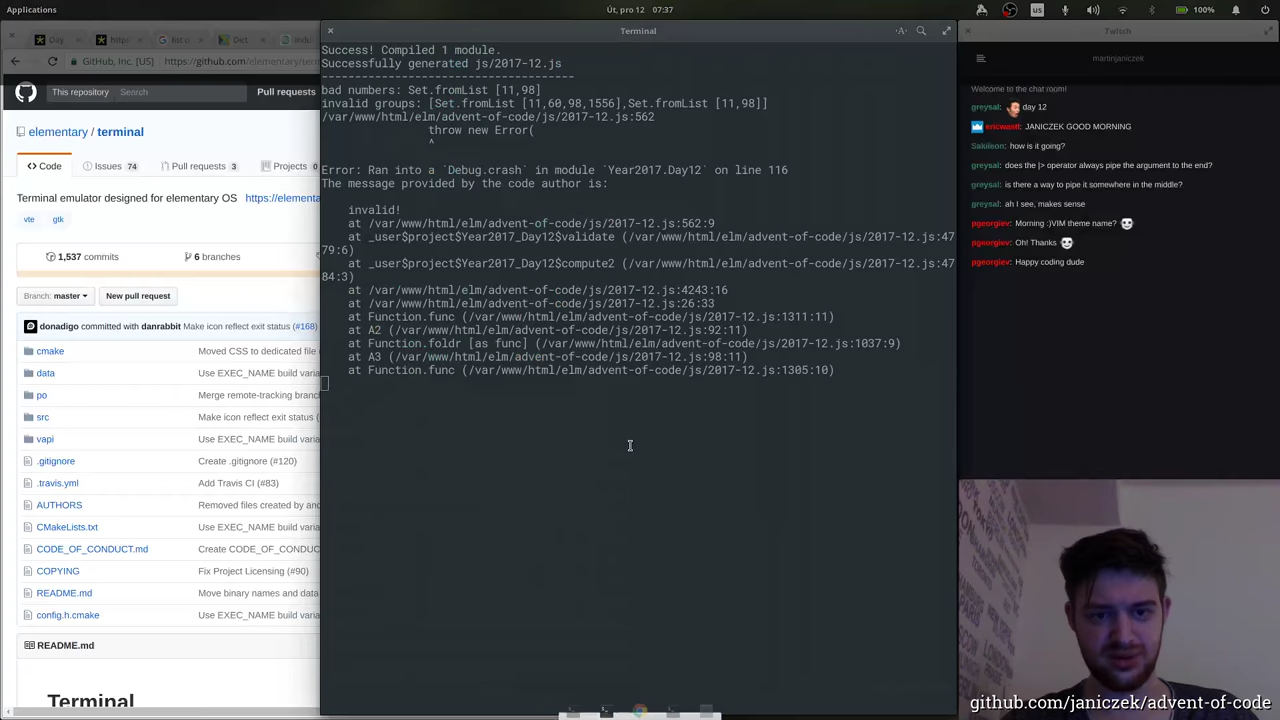 Applications
Út, pro 12 07:37
us
100%
Day
http
Dict
GitHub, Inc. [US]
https://github.com/elementary/term
This repository
Search
Pull requests
elementary / terminal
Code
Issues 74
Pull requests 3
Projects 0
Terminal emulator designed for elementary OS https://elementa
vte
gtk
1,537 commits
6 branches
Branch: master
New pull request
donadigo committed with danrabbit Make icon reflect exit status (#168)
cmake
Moved CSS to dedicated file
data
Use EXEC_NAME build varia
po
Merge remote-tracking branc
src
Make icon reflect exit status (
vapi
Use EXEC_NAME build varia
.gitignore
Create .gitignore (#120)
.travis.yml
Add Travis CI (#83)
AUTHORS
Removed files created by anc
CMakeLists.txt
Use EXEC_NAME build varia
CODE_OF_CONDUCT.md
Create CODE_OF_CONDUC
COPYING
Fix Project Licensing (#90)
README.md
Move binary names and data
config.h.cmake
Use EXEC_NAME build varia
README.md
Terminal
Terminal
Success! Compiled 1 module.
Successfully generated js/2017-12.js
--------------------------------------
bad numbers: Set.fromList [11,98]
invalid groups: [Set.fromList [11,60,98,1556],Set.fromList [11,98]]
/var/www/html/elm/advent-of-code/js/2017-12.js:562
throw new Error(
^
Error: Ran into a `Debug.crash` in module `Year2017.Day12` on line 116
The message provided by the code author is:
invalid!
at /var/www/html/elm/advent-of-code/js/2017-12.js:562:9
at _user$project$Year2017_Day12$validate (/var/www/html/elm/advent-of-code/js/2017-12.js:47
79:6)
at _user$project$Year2017_Day12$compute2 (/var/www/html/elm/advent-of-code/js/2017-12.js:47
84:3)
at /var/www/html/elm/advent-of-code/js/2017-12.js:4243:16
at /var/www/html/elm/advent-of-code/js/2017-12.js:26:33
at Function.func (/var/www/html/elm/advent-of-code/js/2017-12.js:1311:11)
at A2 (/var/www/html/elm/advent-of-code/js/2017-12.js:92:11)
at Function.foldr [as func] (/var/www/html/elm/advent-of-code/js/2017-12.js:1037:9)
at A3 (/var/www/html/elm/advent-of-code/js/2017-12.js:98:11)
at Function.func (/var/www/html/elm/advent-of-code/js/2017-12.js:1305:10)
Twitch
martinjaniczek
Welcome to the chat room!
greysal: day 12
ericwastl: JANICZEK GOOD MORNING
Sakiieon: how is it going?
greysal: does the |> operator always pipe the argument to the end?
greysal: is there a way to pipe it somewhere in the middle?
greysal: ah I see, makes sense
pgeorgiev: Morning :)VIM theme name?
pgeorgiev: Oh! Thanks
pgeorgiev: Happy coding dude
github.com/janiczek/advent-of-code